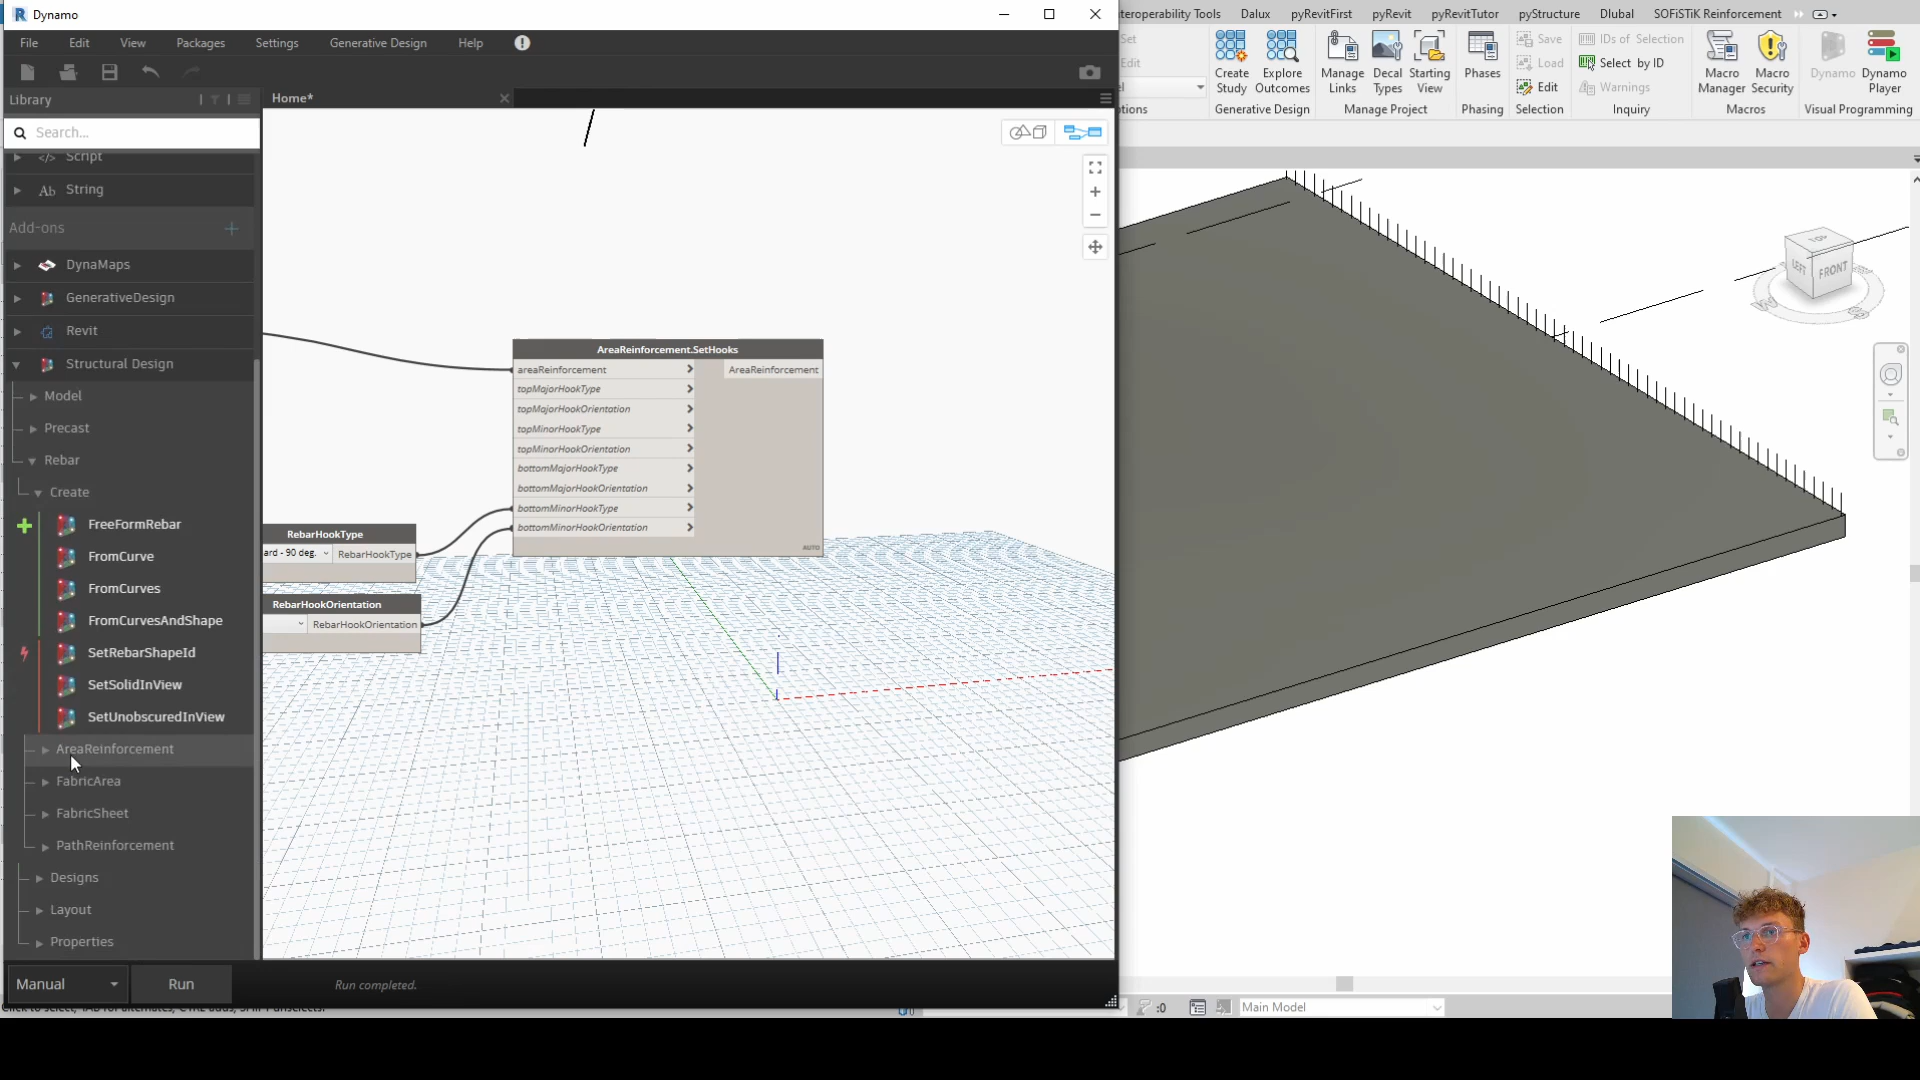 Dynamo
File Edit View Packages Settings Generative Design Help
Library
Home*
Search...
Script
String
Add-ons
DynaMaps
GenerativeDesign
Revit
Structural Design
Model
Precast
Rebar
Create
FreeFormRebar
FromCurve
FromCurves
FromCurvesAndShape
SetRebarShapeId
SetSolidInView
SetUnobscuredInView
AreaReinforcement
FabricArea
FabricSheet
PathReinforcement
Designs
Layout
Properties
Manual
Run
Run completed.
AreaReinforcement.SetHooks
areaReinforcement > AreaReinforcement
topMajorHookType >
topMajorHookOrientation >
topMinorHookType >
topMinorHookOrientation >
bottomMajorHookType >
bottomMajorHookOrientation >
bottomMinorHookType >
bottomMinorHookOrientation >
AUTO
RebarHookType
ard - 90 deg. RebarHookType
RebarHookOrientation
RebarHookOrientation
nteroperability Tools Dalux pyRevitFirst pyRevit pyRevitTutor pyStructure Dlubal SOFiSTiK Reinforcement
Set
Edit
Create Study
Explore Outcomes
Generative Design
Manage Links
Decal Types
Starting View
Manage Project
Phases
Phasing
Save
Load
Edit
Selection
IDs of Selection
Select by ID
Warnings
Inquiry
Macro Manager
Macro Security
Macros
Dynamo
Dynamo Player
Visual Programming
TOP
LEFT
FRONT
W
S
:0
Main Model